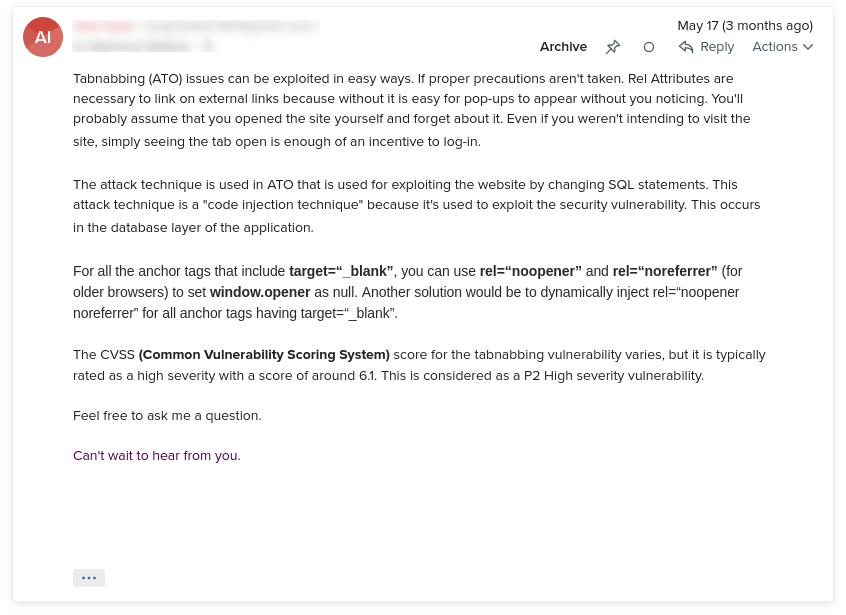 AI
May 17 (3 months ago)
Archive Reply Actions
Tabnabbing (ATO) issues can be exploited in easy ways. If proper precautions aren't taken. Rel Attributes are
necessary to link on external links because without it is easy for pop-ups to appear without you noticing. You'll
probably assume that you opened the site yourself and forget about it. Even if you weren't intending to visit the
site, simply seeing the tab open is enough of an incentive to log-in.
The attack technique is used in ATO that is used for exploiting the website by changing SQL statements. This
attack technique is a "code injection technique" because it's used to exploit the security vulnerability. This occurs
in the database layer of the application.
For all the anchor tags that include target=“_blank”, you can use rel=“noopener” and rel=“noreferrer” (for
older browsers) to set window.opener as null. Another solution would be to dynamically inject rel=“noopener
noreferrer” for all anchor tags having target=“_blank”.
The CVSS (Common Vulnerability Scoring System) score for the tabnabbing vulnerability varies, but it is typically
rated as a high severity with a score of around 6.1. This is considered as a P2 High severity vulnerability.
Feel free to ask me a question.
Can't wait to hear from you.